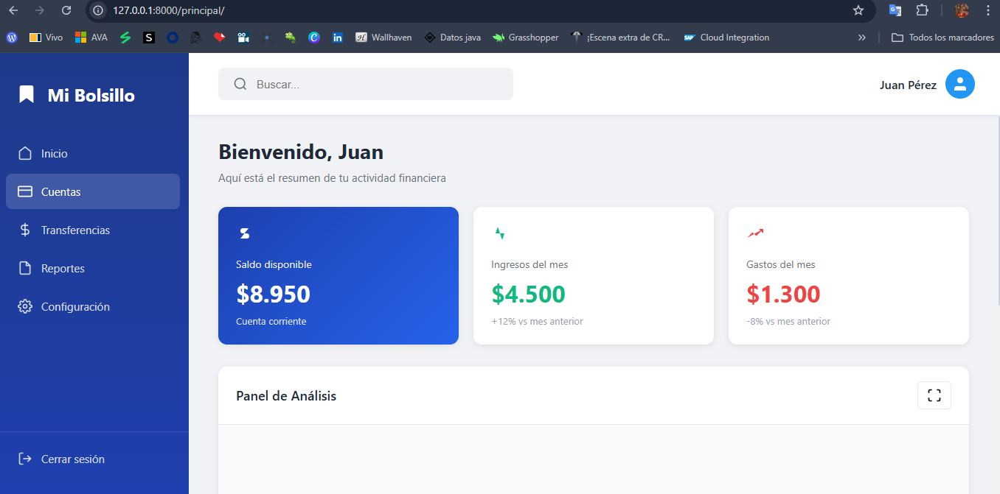 127.0.0.1:8000/principal/
Vivo AVA Wallhaven Datos java Grasshopper ¡Escena extra de CR... Cloud Integration » Todos los marcadores
Mi Bolsillo
Inicio
Cuentas
Transferencias
Reportes
Configuración
Cerrar sesión
Buscar...
Juan Pérez
Bienvenido, Juan
Aquí está el resumen de tu actividad financiera
Saldo disponible
$8.950
Cuenta corriente
Ingresos del mes
$4.500
+12% vs mes anterior
Gastos del mes
$1.300
-8% vs mes anterior
Panel de Análisis